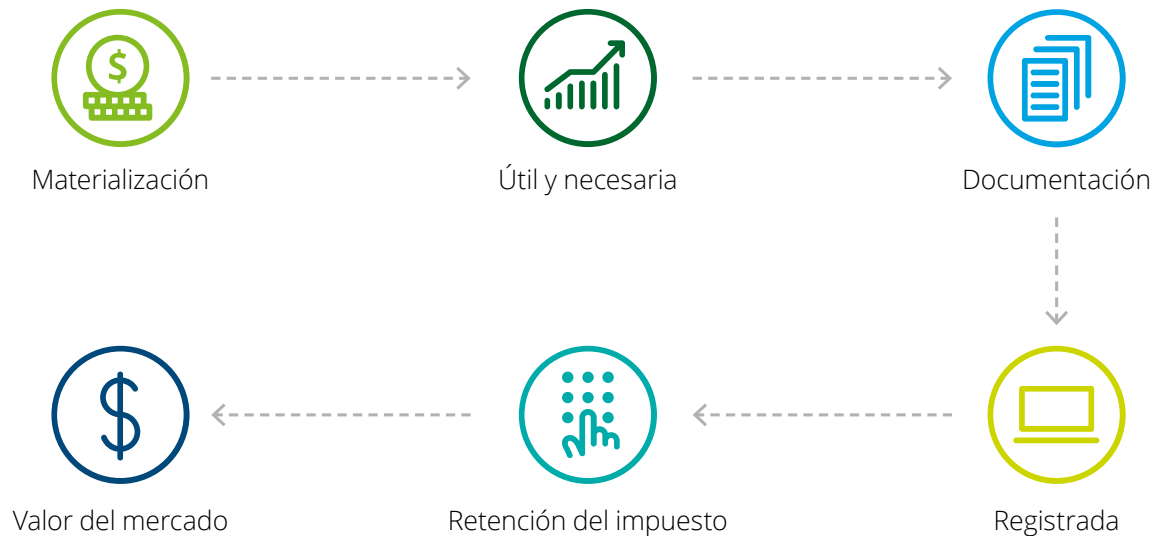 $
Materialización
Útil y necesaria
Documentación
Valor del mercado
Retención del impuesto
Registrada